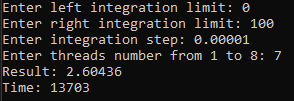 Enter left integration limit: 0
Enter right integration limit: 100
Enter integration step: 0.00001
Enter threads number from 1 to 8: 7
Result: 2.60436
Time: 13703